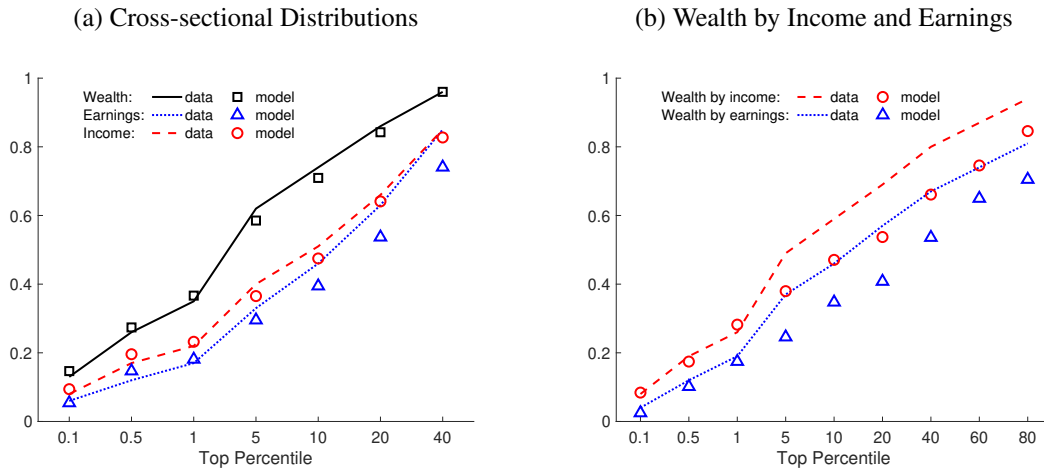 (a) Cross-sectional Distributions
1
0.8
0.6
0.4
0.2
0
Wealth: data model
Earnings: data model
Income: data model
0.1 0.5 1 5 10 20 40
Top Percentile
(b) Wealth by Income and Earnings
1
0.8
0.6
0.4
0.2
0
Wealth by income: data model
Wealth by earnings: data model
0.1 0.5 1 5 10 20 40 60 80
Top Percentile